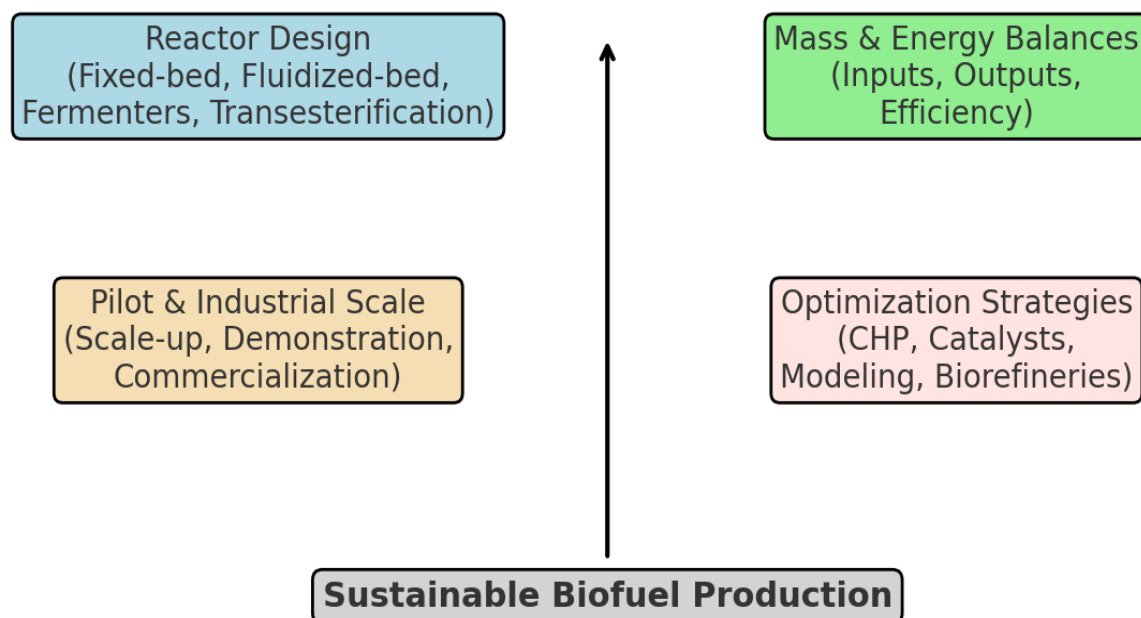 Reactor Design
(Fixed-bed, Fluidized-bed,
Fermenters, Transesterification)
Mass & Energy Balances
(Inputs, Outputs,
Efficiency)
Pilot & Industrial Scale
(Scale-up, Demonstration,
Commercialization)
Optimization Strategies
(CHP, Catalysts,
Modeling, Biorefineries)
Sustainable Biofuel Production